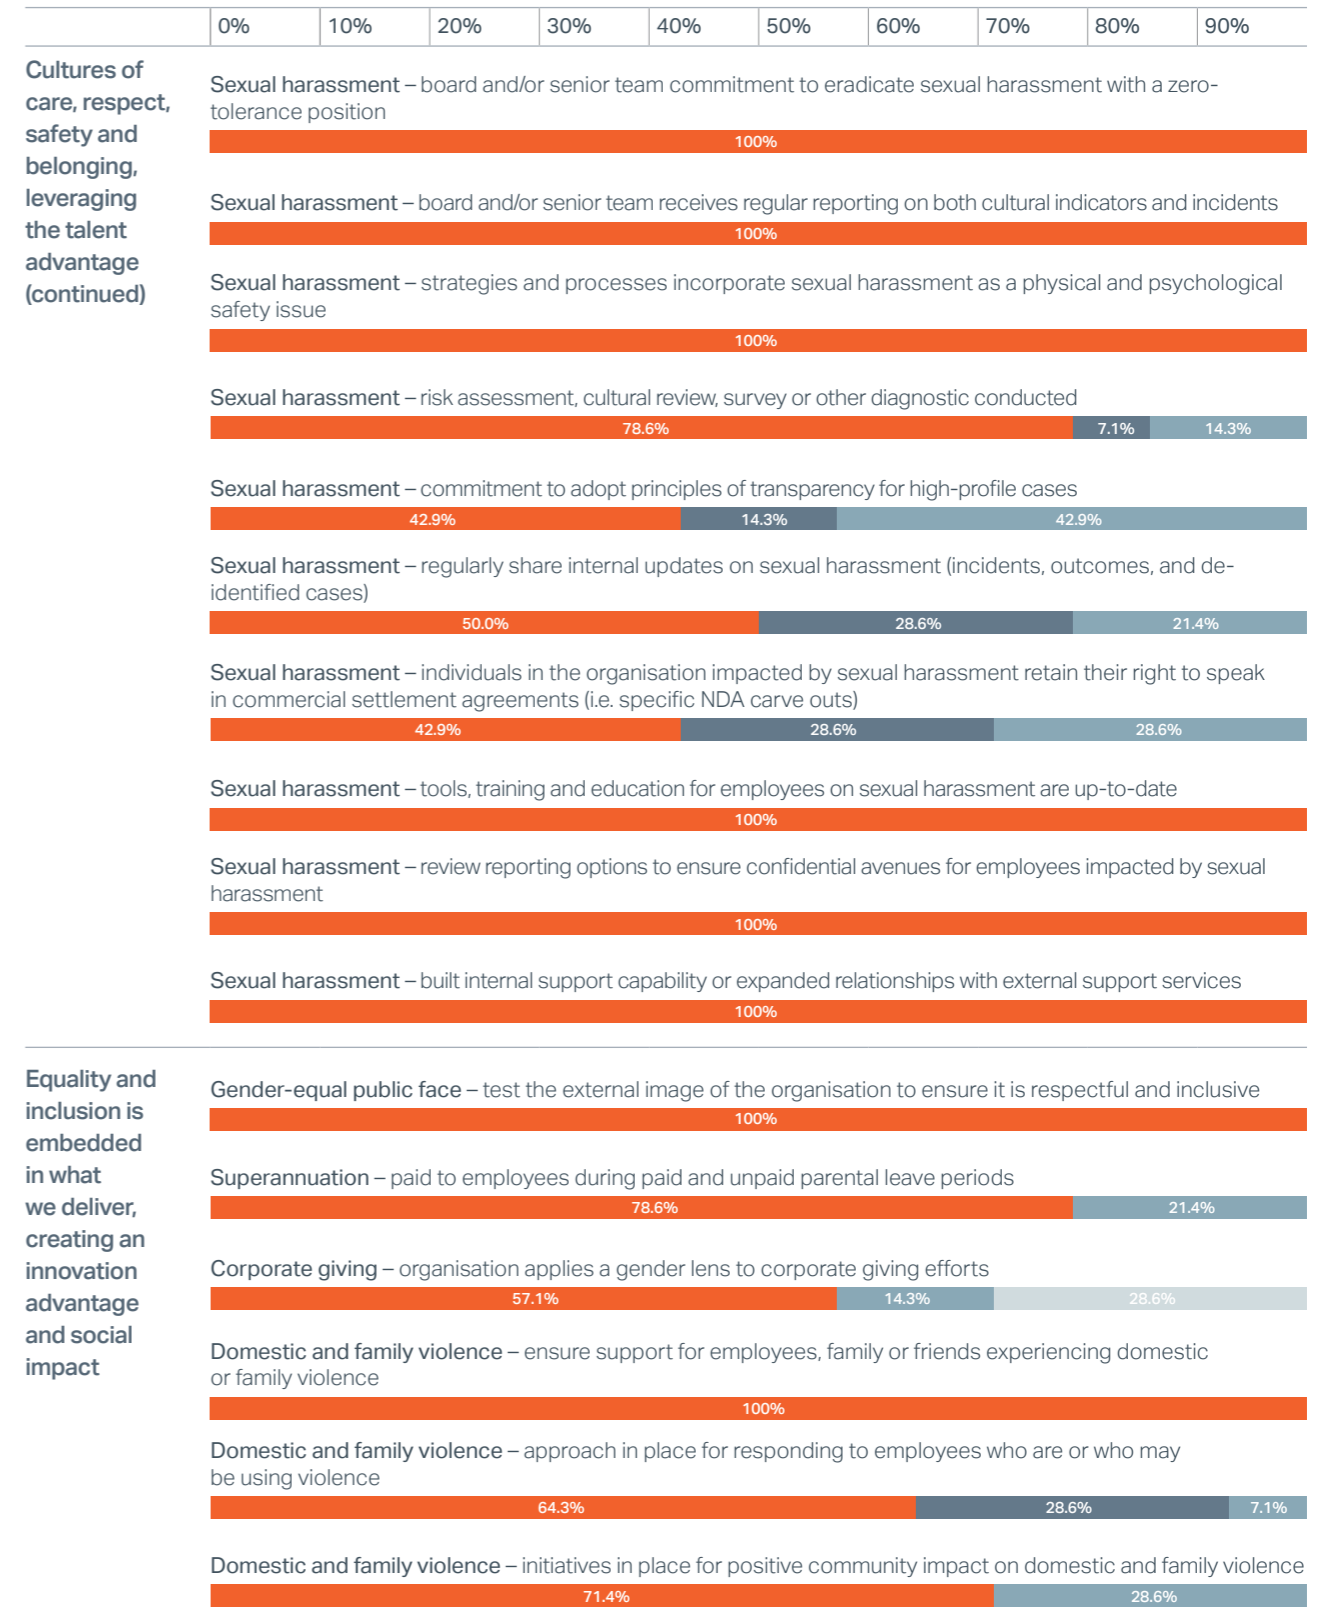 0% 10% 20% 30% 40% 50% 60% 70% 80% 90%
Cultures of
care, respect,
safety and
belonging,
leveraging
the talent
advantage
(continued)
Sexual harassment – board and/or senior team commitment to eradicate sexual harassment with a zero-
tolerance position
100%
Sexual harassment – board and/or senior team receives regular reporting on both cultural indicators and incidents
100%
Sexual harassment – strategies and processes incorporate sexual harassment as a physical and psychological
safety issue
100%
Sexual harassment – risk assessment, cultural review, survey or other diagnostic conducted
78.6% 7.1% 14.3%
Sexual harassment – commitment to adopt principles of transparency for high-profile cases
42.9% 14.3% 42.9%
Sexual harassment – regularly share internal updates on sexual harassment (incidents, outcomes, and de-
identified cases)
50.0% 28.6% 21.4%
Sexual harassment – individuals in the organisation impacted by sexual harassment retain their right to speak
in commercial settlement agreements (i.e. specific NDA carve outs)
42.9% 28.6% 28.6%
Sexual harassment – tools, training and education for employees on sexual harassment are up-to-date
100%
Sexual harassment – review reporting options to ensure confidential avenues for employees impacted by sexual
harassment
100%
Sexual harassment – built internal support capability or expanded relationships with external support services
100%
Equality and
inclusion is
embedded
in what
we deliver,
creating an
innovation
advantage
and social
impact
Gender-equal public face – test the external image of the organisation to ensure it is respectful and inclusive
100%
Superannuation – paid to employees during paid and unpaid parental leave periods
78.6% 21.4%
Corporate giving – organisation applies a gender lens to corporate giving efforts
57.1% 14.3% 28.6%
Domestic and family violence – ensure support for employees, family or friends experiencing domestic
or family violence
100%
Domestic and family violence – approach in place for responding to employees who are or who may
be using violence
64.3% 28.6% 7.1%
Domestic and family violence – initiatives in place for positive community impact on domestic and family violence
71.4% 28.6%